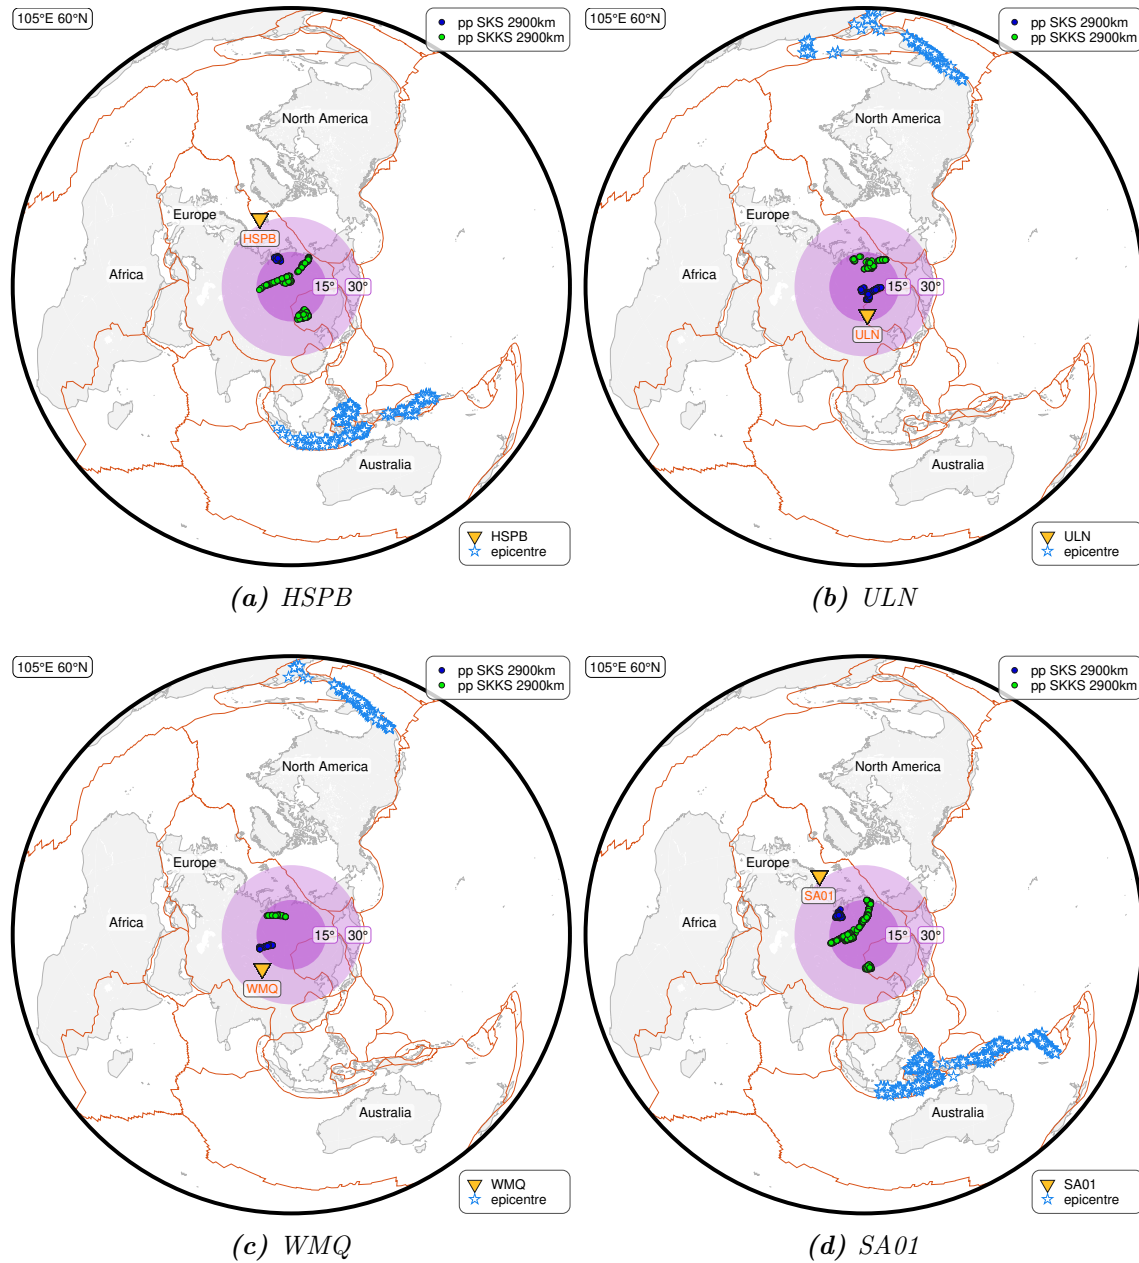 105°E 60°N
pp SKS 2900km
pp SKKS 2900km
North America
Europe
HSPB
Africa
15°
30°
Australia
HSPB
epicentre
(a) HSPB
105°E 60°N
pp SKS 2900km
pp SKKS 2900km
North America
Europe
Africa
15°
30°
ULN
Australia
ULN
epicentre
(b) ULN
105°E 60°N
pp SKS 2900km
pp SKKS 2900km
North America
Europe
Africa
15°
30°
WMQ
Australia
WMQ
epicentre
(c) WMQ
105°E 60°N
pp SKS 2900km
pp SKKS 2900km
North America
Europe
SA01
Africa
15°
30°
Australia
SA01
epicentre
(d) SA01